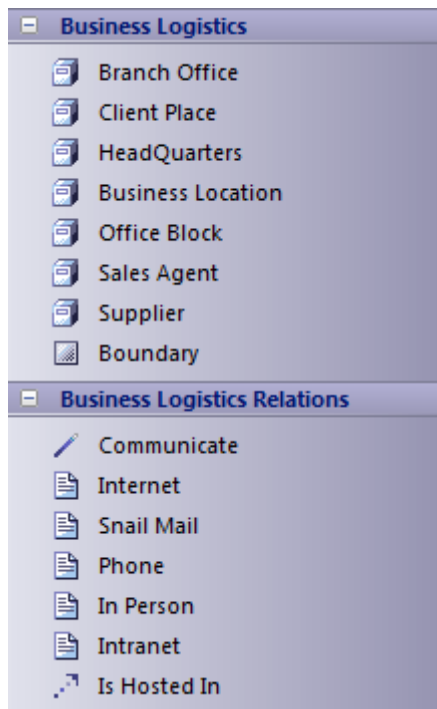 Business Logistics
Branch Office
Client Place
HeadQuarters
Business Location
Office Block
Sales Agent
Supplier
Boundary
Business Logistics Relations
Communicate
Internet
Snail Mail
Phone
In Person
Intranet
Is Hosted In